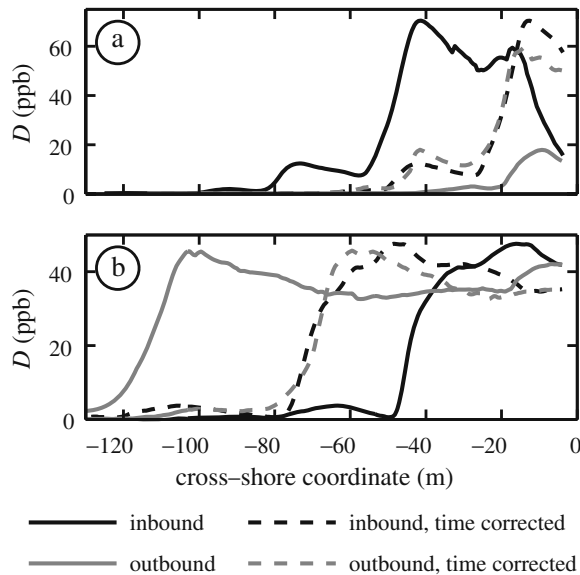 a
60
40
20
0
D (ppb)
b
40
20
0
D (ppb)
−120 −100 −80 −60 −40 −20 0
cross–shore coordinate (m)
inbound
inbound, time corrected
outbound
outbound, time corrected